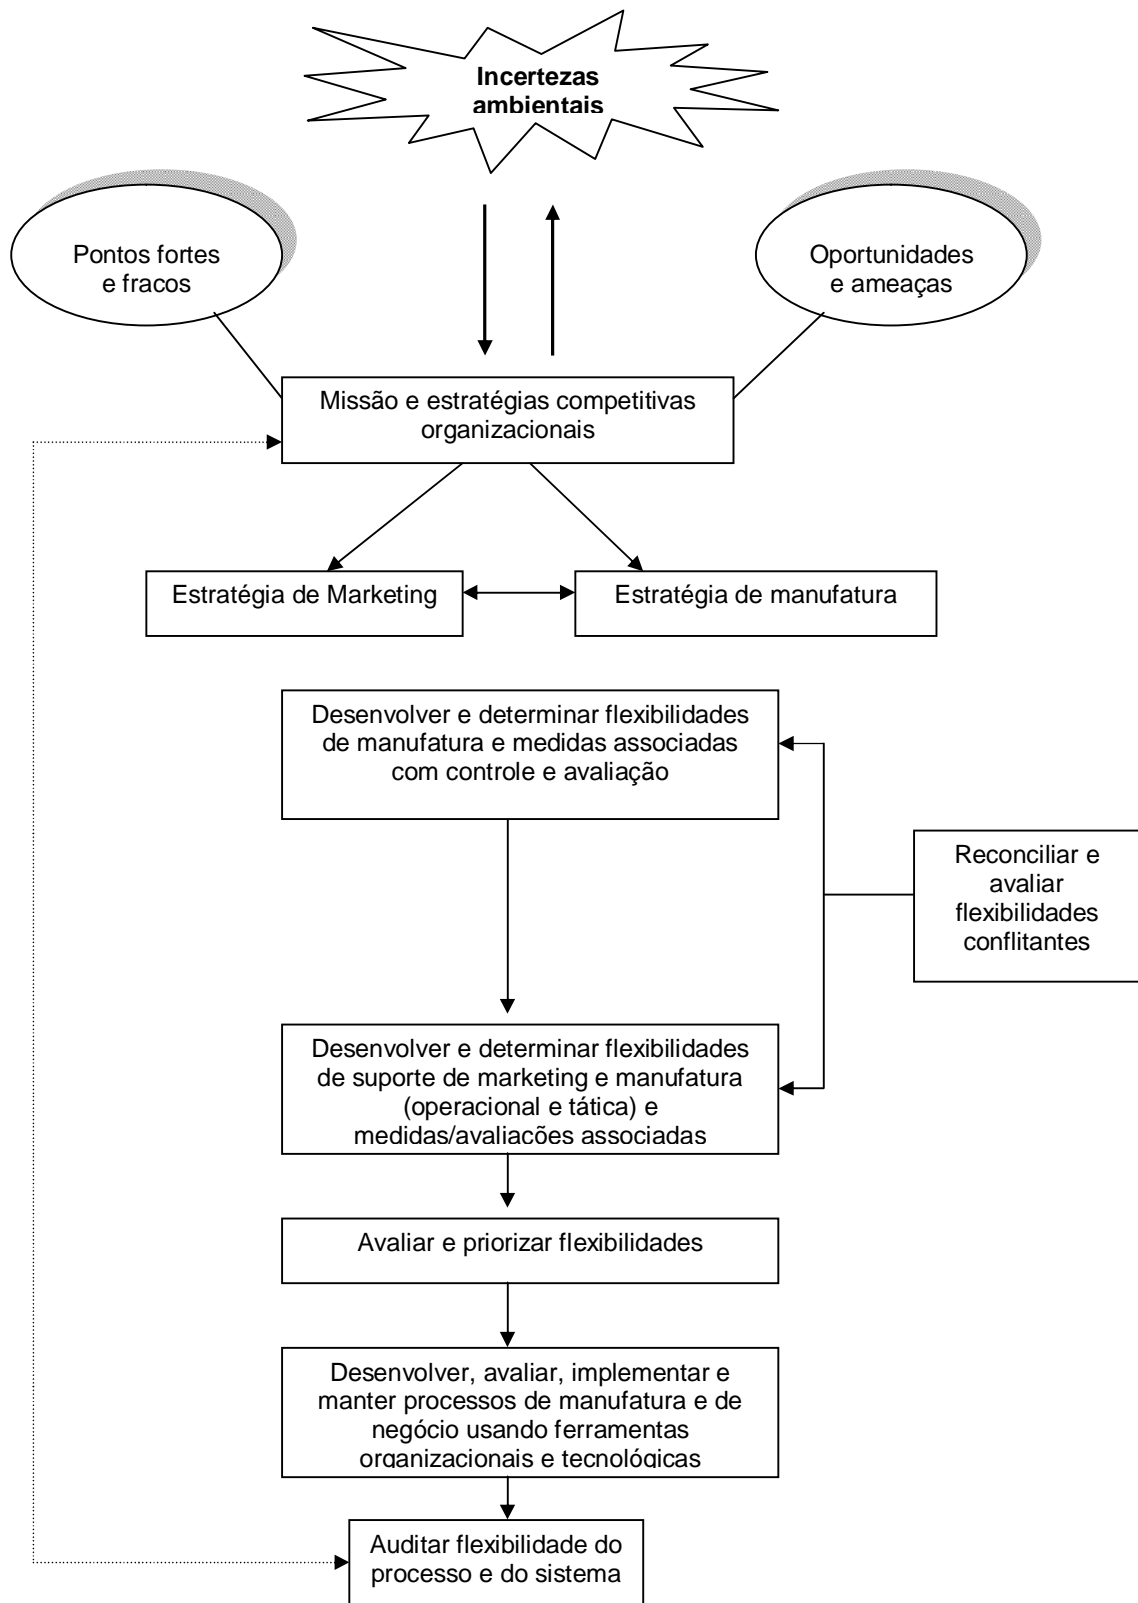 Incertezas
ambientais
Pontos fortes
e fracos
Oportunidades
e ameaças
Missão e estratégias competitivas
organizacionais
Estratégia de Marketing
Estratégia de manufatura
Desenvolver e determinar flexibilidades
de manufatura e medidas associadas
com controle e avaliação
Reconciliar e
avaliar
flexibilidades
conflitantes
Desenvolver e determinar flexibilidades
de suporte de marketing e manufatura
(operacional e tática) e
medidas/avaliações associadas
Avaliar e priorizar flexibilidades
Desenvolver, avaliar, implementar e
manter processos de manufatura e de
negócio usando ferramentas
organizacionais e tecnológicas
Auditar flexibilidade do
processo e do sistema